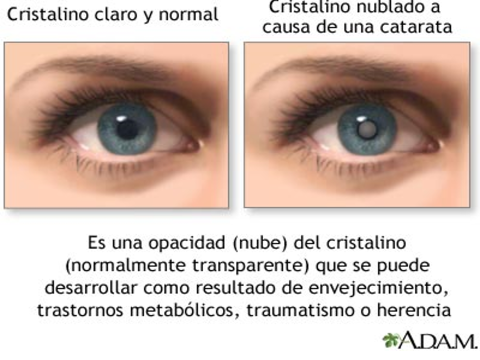 Cristalino claro y normal
Cristalino nublado a
causa de una catarata
Es una opacidad (nube) del cristalino
(normalmente transparente) que se puede
desarrollar como resultado de envejecimiento,
trastornos metabólicos, traumatismo o herencia
A.D.A.M.